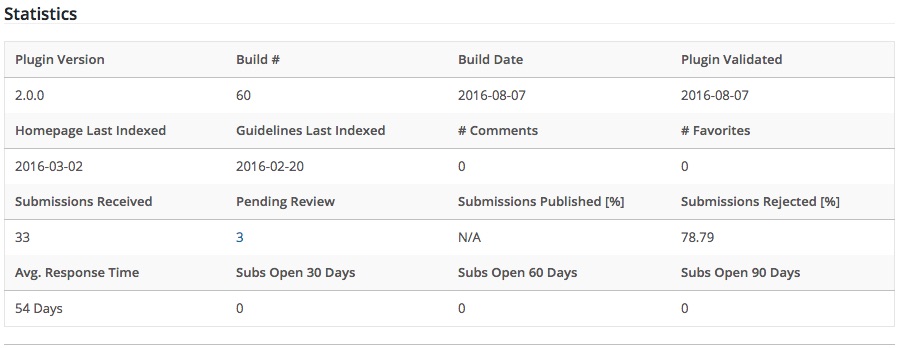 Statistics
Plugin Version Build # Build Date Plugin Validated
2.0.0 60 2016-08-07 2016-08-07
Homepage Last Indexed Guidelines Last Indexed # Comments # Favorites
2016-03-02 2016-02-20 0 0
Submissions Received Pending Review Submissions Published [%] Submissions Rejected [%]
33 3 N/A 78.79
Avg. Response Time Subs Open 30 Days Subs Open 60 Days Subs Open 90 Days
54 Days 0 0 0